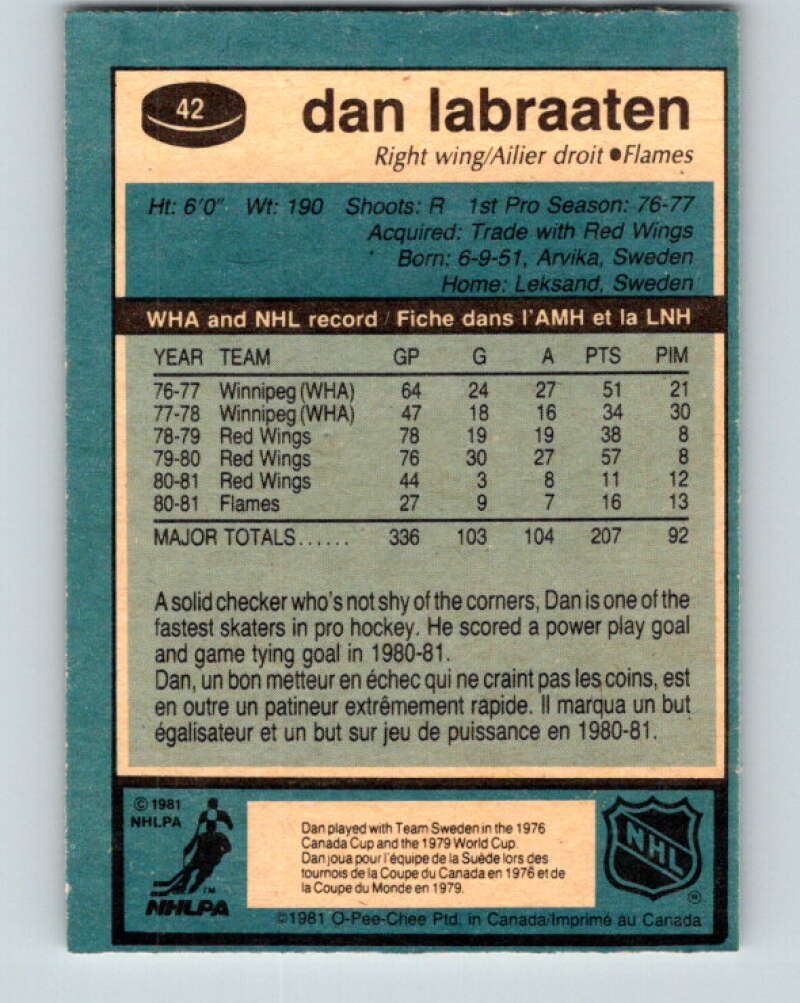 42
dan labraaten
Right wing/Ailier droit ●Flames
Ht: 6'0" Wt: 190 Shoots: R 1st Pro Season: 76-77
Acquired: Trade with Red Wings
Born: 6-9-51, Arvika, Sweden
Home: Leksand, Sweden
WHA and NHL record / Fiche dans l'AMH et la LNH
YEAR TEAM GP G A PTS PIM
76-77 Winnipeg (WHA) 64 24 27 51 21
77-78 Winnipeg (WHA) 47 18 16 34 30
78-79 Red Wings 78 19 19 38 8
79-80 Red Wings 76 30 27 57 8
80-81 Red Wings 44 3 8 11 12
80-81 Flames 27 9 7 16 13
MAJOR TOTALS...... 336 103 104 207 92
A solid checker who's not shy of the corners, Dan is one of the
fastest skaters in pro hockey. He scored a power play goal
and game tying goal in 1980-81.
Dan, un bon metteur en échec qui ne craint pas les coins, est
en outre un patineur extrêmement rapide. Il marqua un but
égalisateur et un but sur jeu de puissance en 1980-81.
© 1981
NHLPA
TM
NHLPA
Dan played with Team Sweden in the 1976
Canada Cup and the 1979 World Cup.
Dan joua pour l'équipe de la Suède lors des
tournois de la Coupe du Canada en 1976 et de
la Coupe du Monde en 1979.
NHL
®
©1981 O-Pee-Chee Ptd. in Canada/Imprimé au Canada